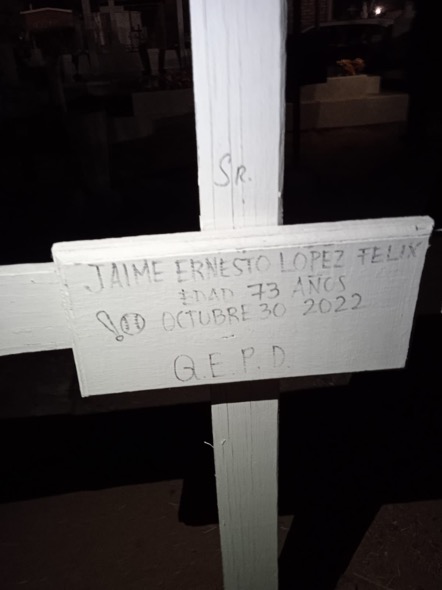 SR.
JAIME ERNESTO LOPEZ FELIX
EDAD 73 AÑOS
OCTUBRE 30 2022
Q.E.P.D.